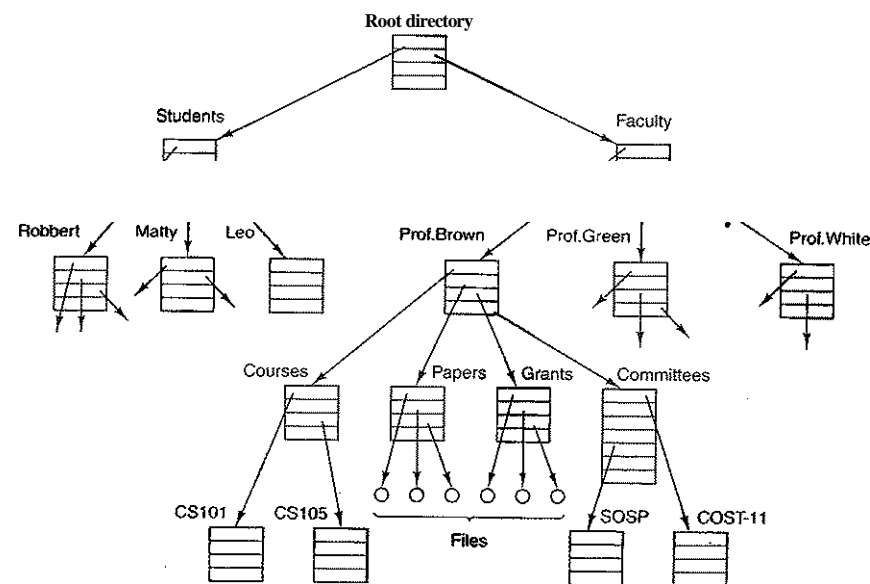 Root directory
Students
Faculty
Robbert
Matty
Leo
Prof.Brown
Prof.Green
Prof.White
Courses
Papers
Grants
Committees
CS101
CS105
Files
SOSP
COST-11